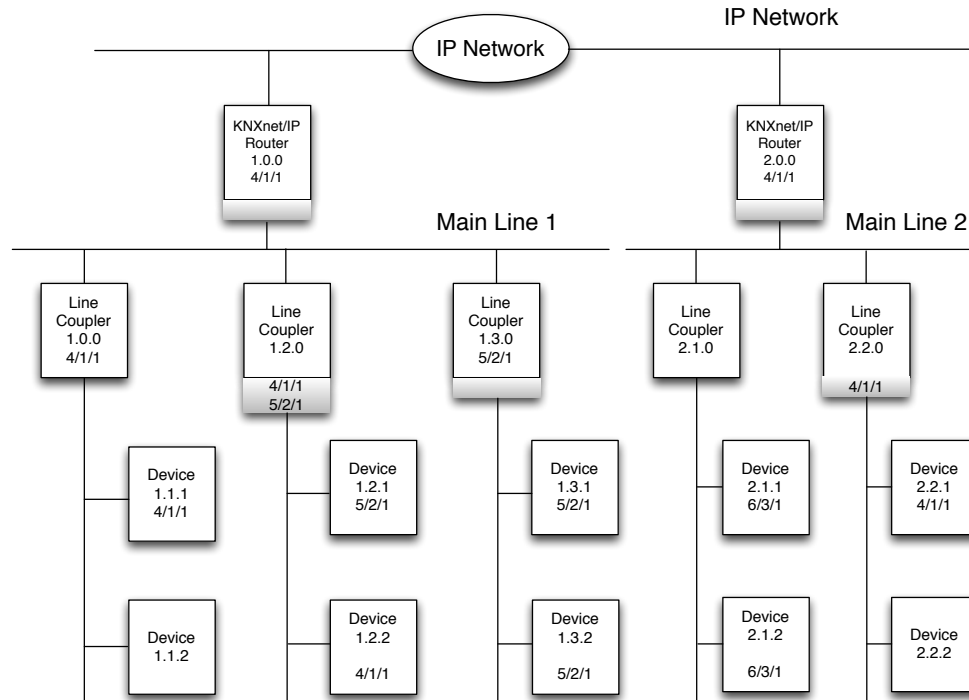 IP Network
IP Network
KNXnet/IP
Router
1.0.0
4/1/1
KNXnet/IP
Router
2.0.0
4/1/1
Main Line 1
Main Line 2
Line
Coupler
1.0.0
4/1/1
Line
Coupler
1.2.0
4/1/1
5/2/1
Line
Coupler
1.3.0
5/2/1
Line
Coupler
2.1.0
Line
Coupler
2.2.0
4/1/1
Device
1.1.1
4/1/1
Device
1.2.1
5/2/1
Device
1.3.1
5/2/1
Device
2.1.1
6/3/1
Device
2.2.1
4/1/1
Device
1.1.2
Device
1.2.2
4/1/1
Device
1.3.2
5/2/1
Device
2.1.2
6/3/1
Device
2.2.2